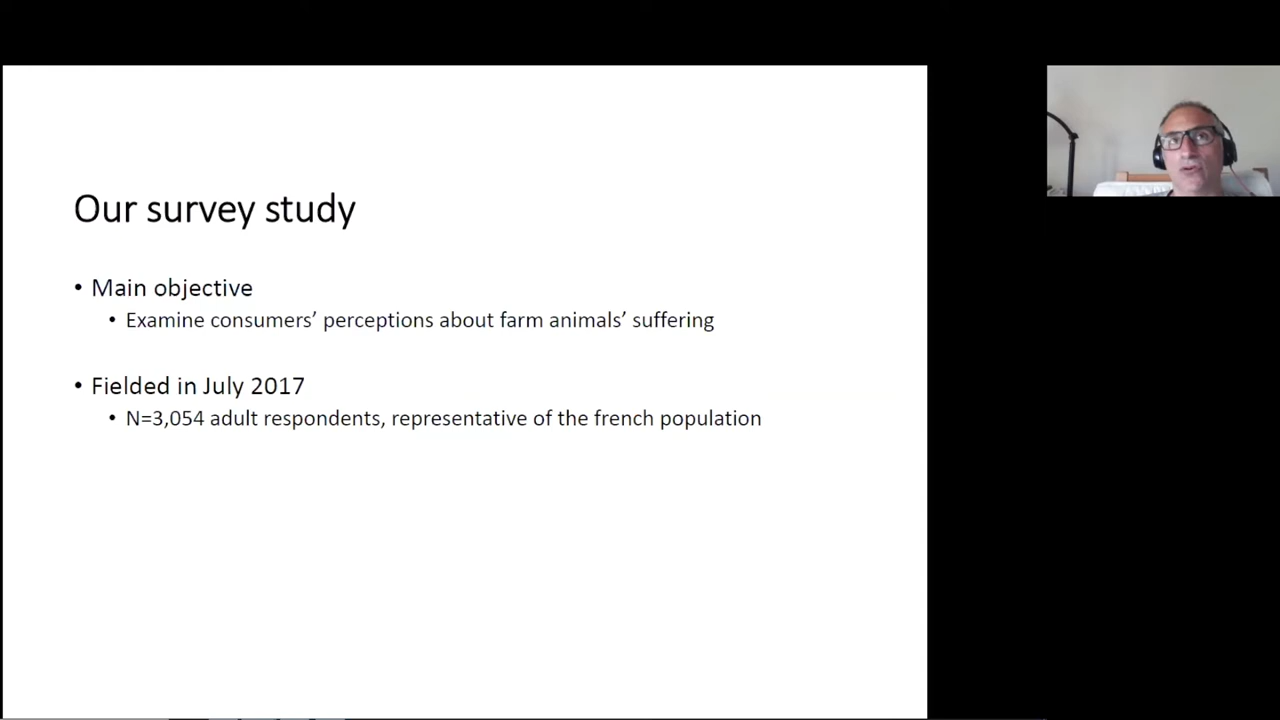 Our survey study
• Main objective
• Examine consumers’ perceptions about farm animals’ suffering
• Fielded in July 2017
• N=3,054 adult respondents, representative of the french population